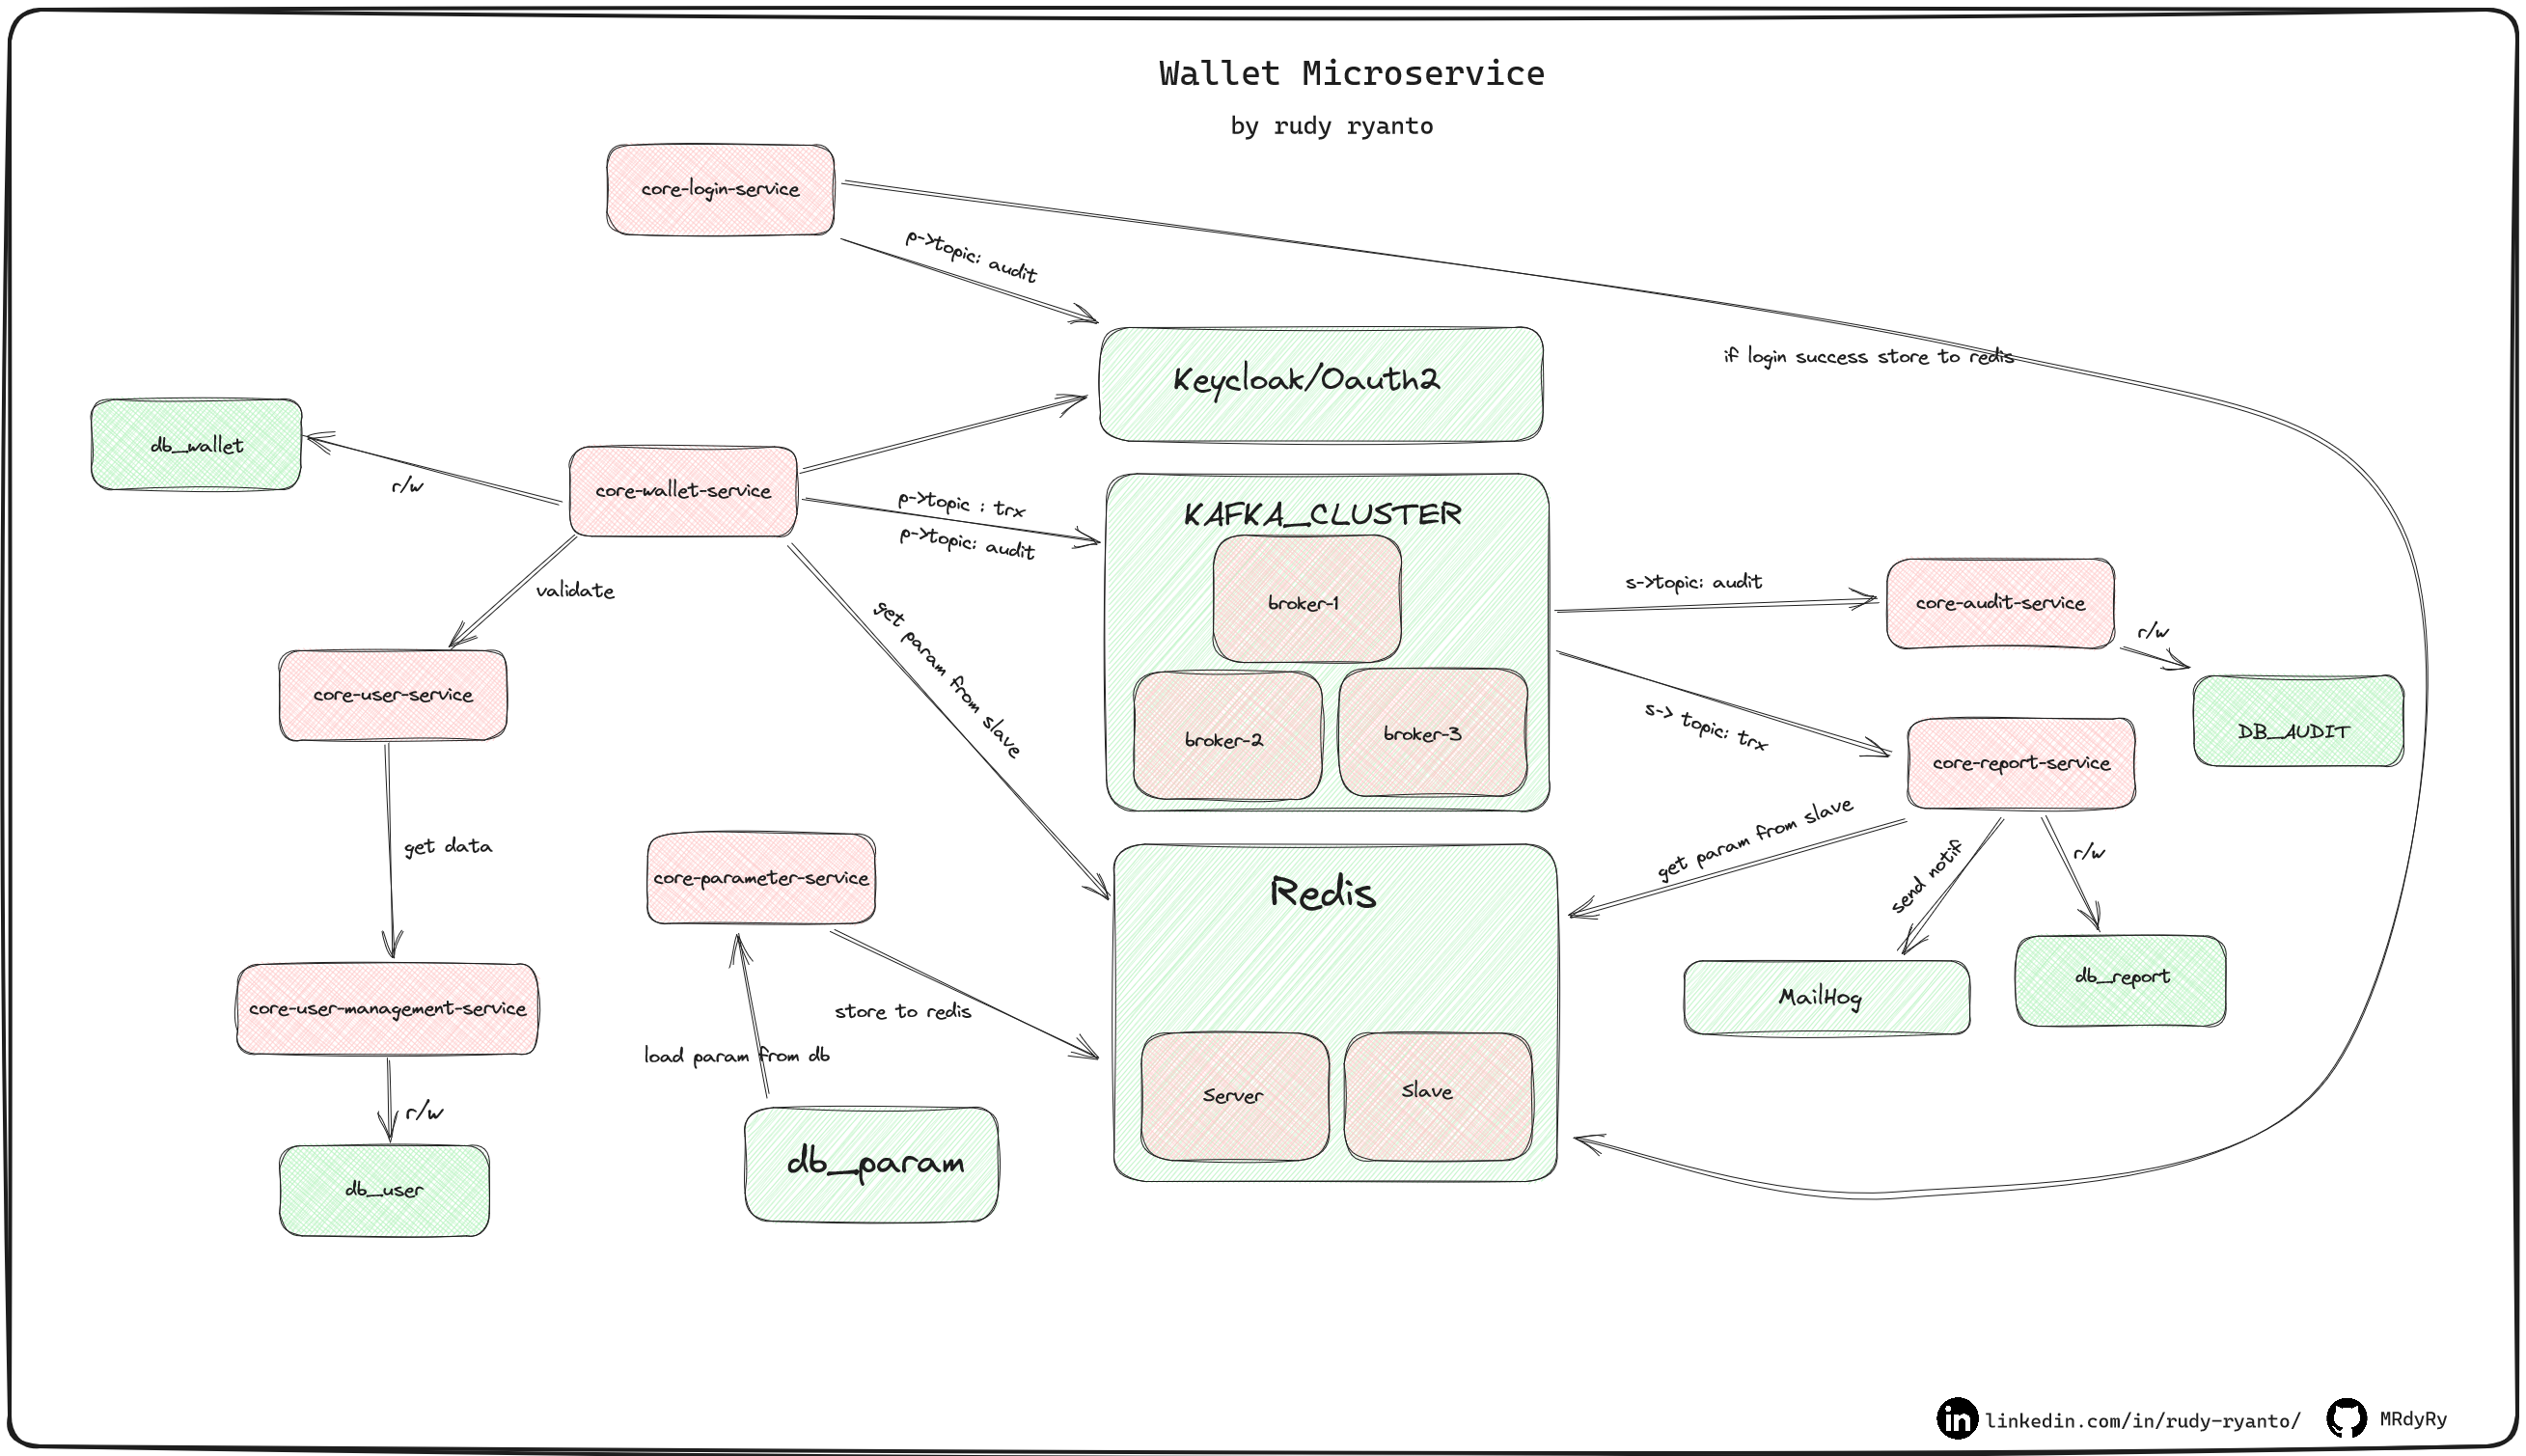 Wallet Microservice
by rudy ryanto
core-login-service
p->topic: audit
if login success store to redis
Keycloak/Oauth2
db_wallet
r/w
core-wallet-service
p->topic : trx
p->topic: audit
KAFKA_CLUSTER
broker-1
broker-2
broker-3
s->topic: audit
core-audit-service
r/w
DB_AUDIT
s-> topic: trx
core-report-service
validate
core-user-service
get param from slave
get data
core-parameter-service
Redis
get param from slave
send notif
r/w
MailHog
db_report
core-user-management-service
store to redis
load param from db
Server
Slave
r/w
db_user
db_param
in linkedin.com/in/rudy-ryanto/
MRdyRy